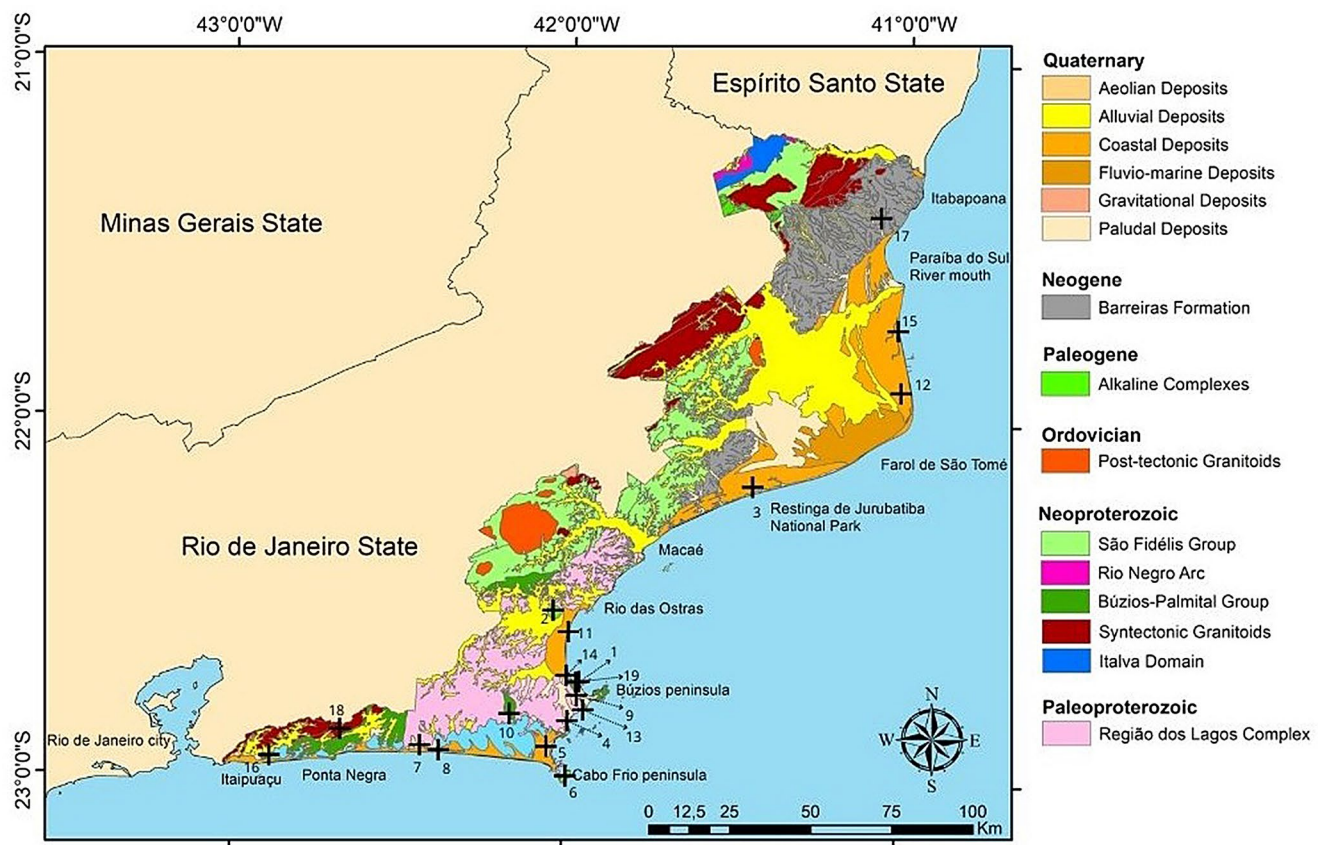 43°0'0"W
42°0'0"W
41°0'0"W
21°0'0"S
22°0'0"S
23°0'0"S
Espírito Santo State
Minas Gerais State
Rio de Janeiro State
Itabapoana
17
Paraíba do Sul
River mouth
15
12
Farol de São Tomé
3
Restinga de Jurubatiba
National Park
Macaé
Rio das Ostras
2
11
14
1
19
Búzios peninsula
9
13
4
10
5
18
Rio de Janeiro city
16
Itaipuaçu
Ponta Negra
7
8
Cabo Frio peninsula
6
N
W
E
S
0 12,5 25 50 75 100
Km
Quaternary
Aeolian Deposits
Alluvial Deposits
Coastal Deposits
Fluvio-marine Deposits
Gravitational Deposits
Paludal Deposits
Neogene
Barreiras Formation
Paleogene
Alkaline Complexes
Ordovician
Post-tectonic Granitoids
Neoproterozoic
São Fidélis Group
Rio Negro Arc
Búzios-Palmital Group
Syntectonic Granitoids
Italva Domain
Paleoproterozoic
Região dos Lagos Complex